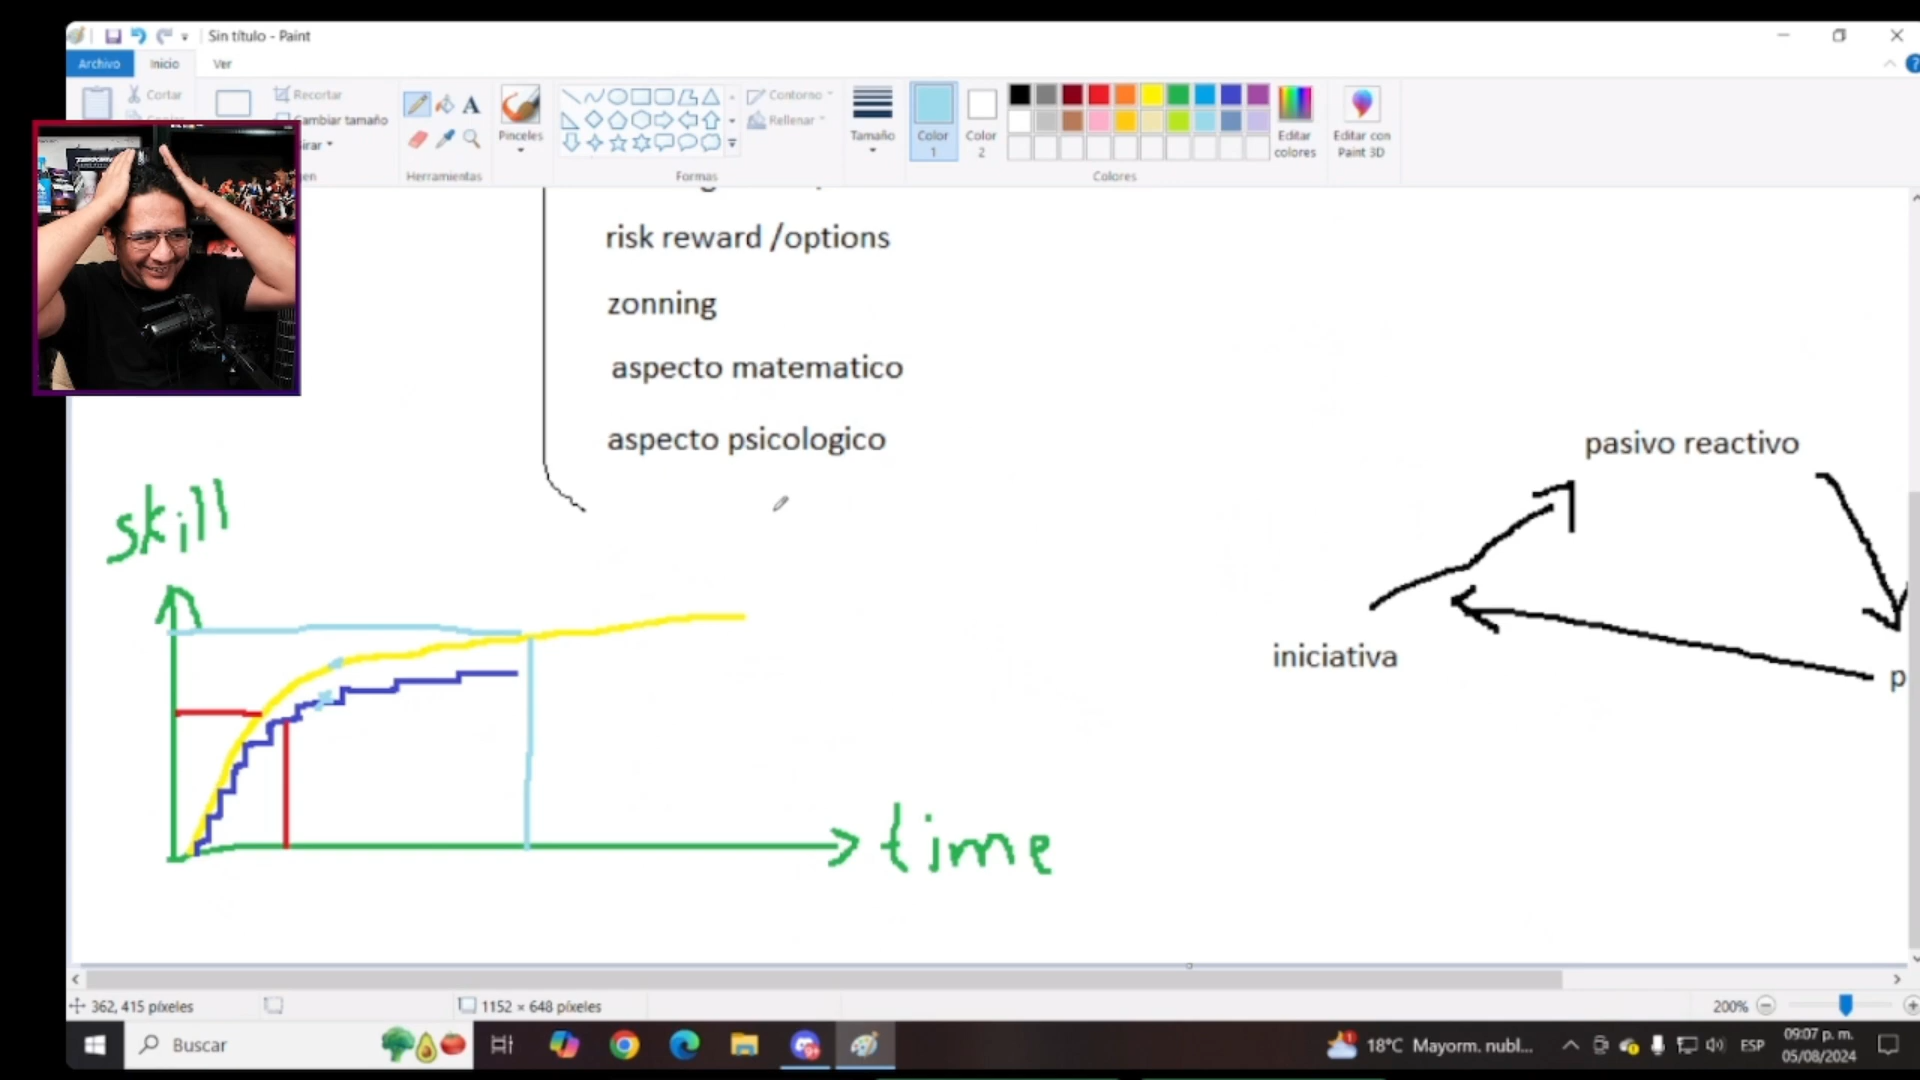 Sin título - Paint
Archivo Inicio Ver
Cortar
Recortar
Cambiar tamaño
Pinceles
Contorno
Rellenar
Tamaño
Color 1
Color 2
Editar colores
Editar con Paint 3D
Herramientas
Formas
Colores
risk reward /options
zonning
aspecto matematico
aspecto psicologico
pasivo reactivo
iniciativa
p
skill
time
362, 415 píxeles
1152 × 648 píxeles
200%
Buscar
18°C Mayorm. nubl...
ESP
09:07 p. m.
05/08/2024